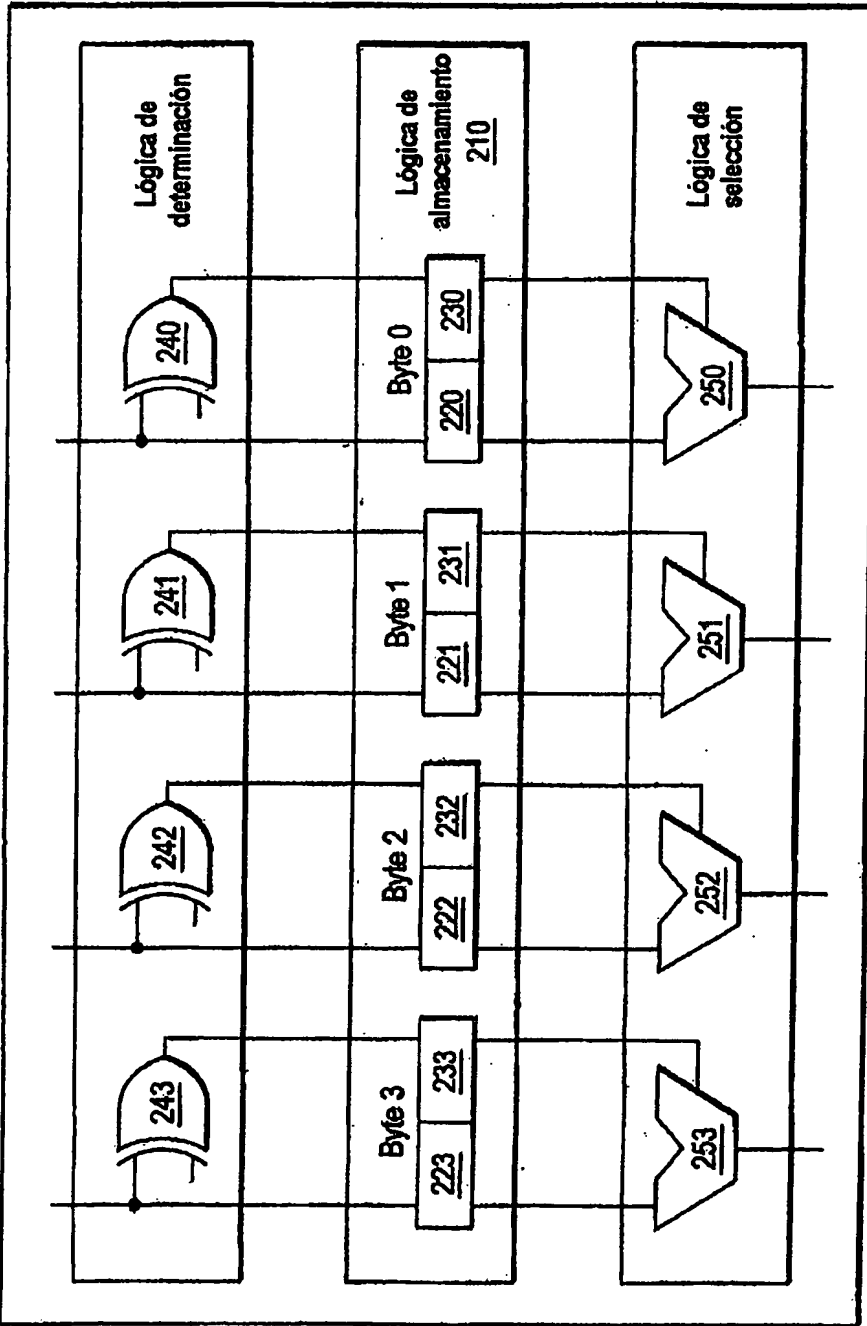 243
242
241
240
Lógica de
determinación
Byte 3
Byte 2
Byte 1
Byte 0
223
233
222
232
221
231
220
230
Lógica de
almacenamiento
210
253
252
251
250
Lógica de
selección